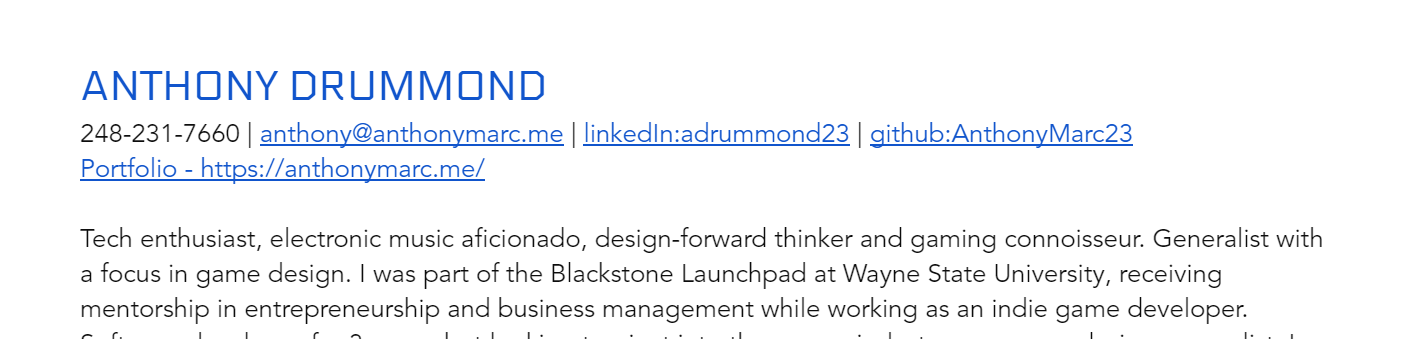 ANTHONY DRUMMOND
248-231-7660 | anthony@anthonymarc.me | linkedIn:adrummond23 | github:AnthonyMarc23
Portfolio - https://anthonymarc.me/
Tech enthusiast, electronic music aficionado, design-forward thinker and gaming connoisseur. Generalist with
a focus in game design. I was part of the Blackstone Launchpad at Wayne State University, receiving
mentorship in entrepreneurship and business management while working as an indie game developer.